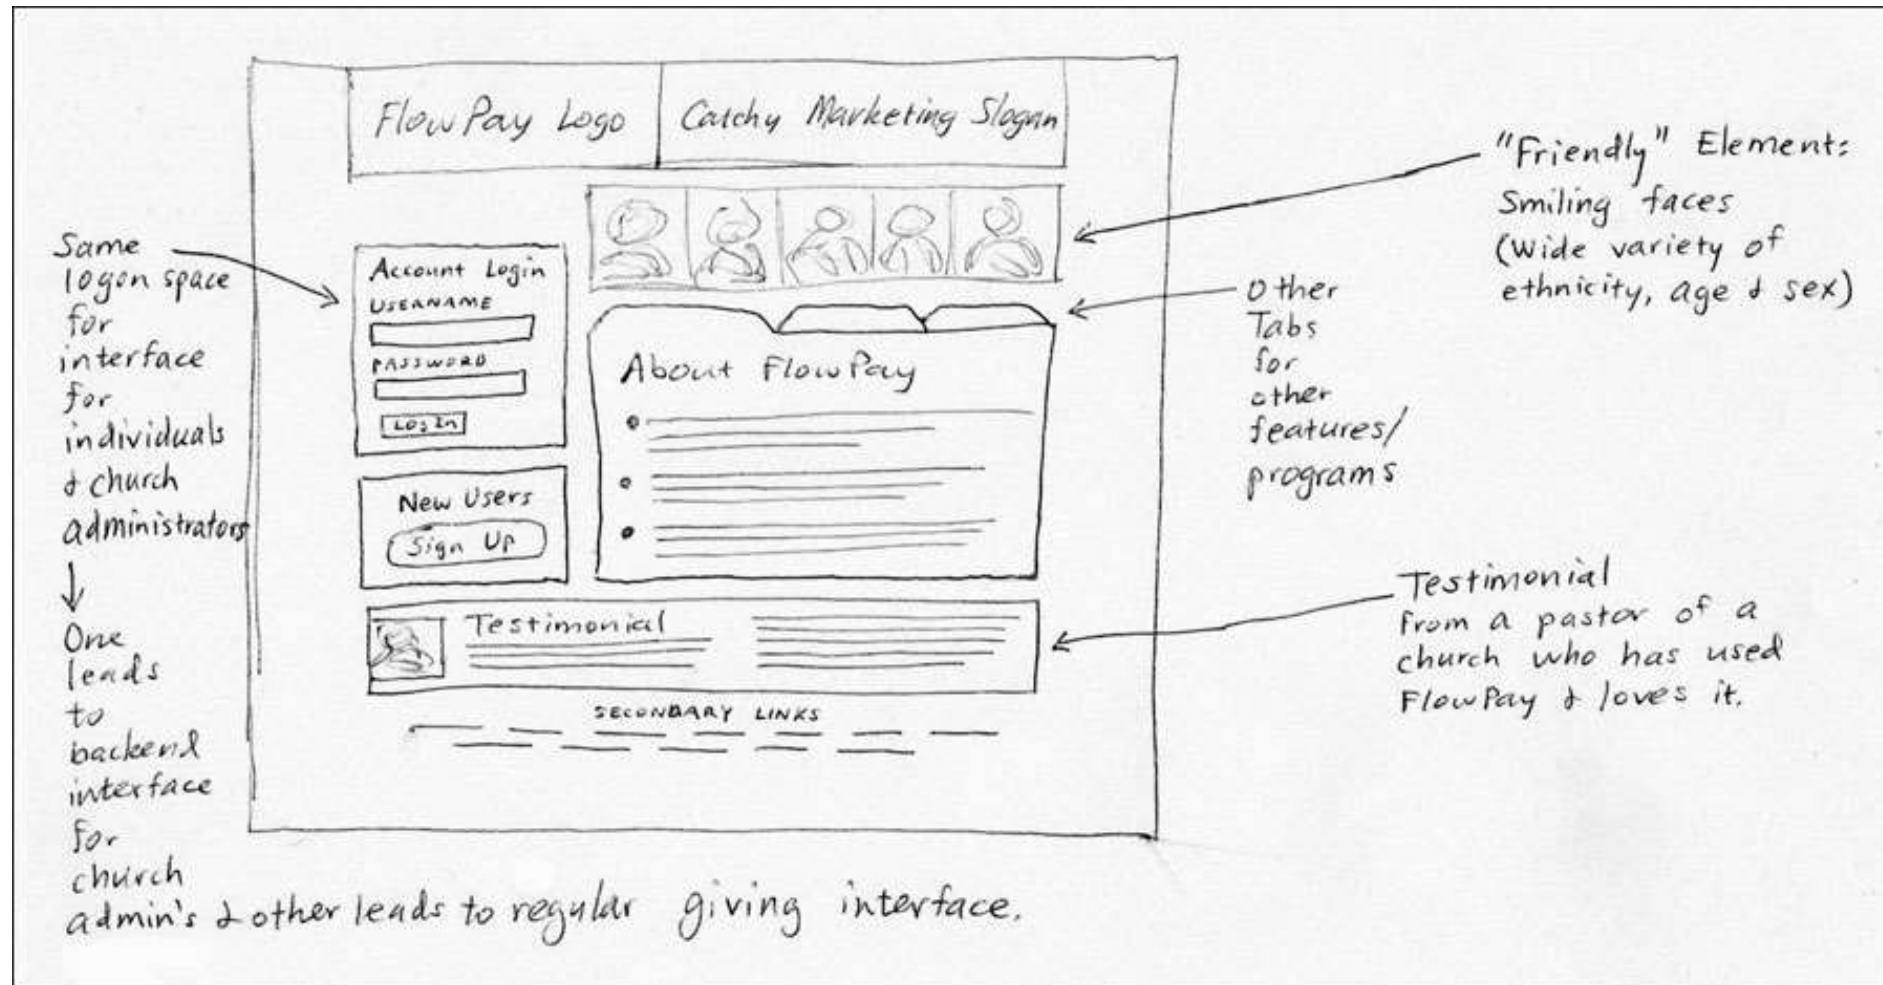 FlowPay Logo
Catchy Marketing Slogan
"Friendly" Element:
Smiling faces
(wide variety of
ethnicity, age & sex)
Same
logon space
for
interface
for
individuals
& church
administrators
One
leads
to
backend
interface
for
church
admin's & other leads to regular giving interface.
Account Login
USERNAME
PASSWORD
Log In
New Users
Sign Up
About FlowPay
Other
Tabs
for
other
features/
programs
Testimonial
Testimonial
from a pastor of a
church who has used
FlowPay & loves it.
SECONDARY LINKS